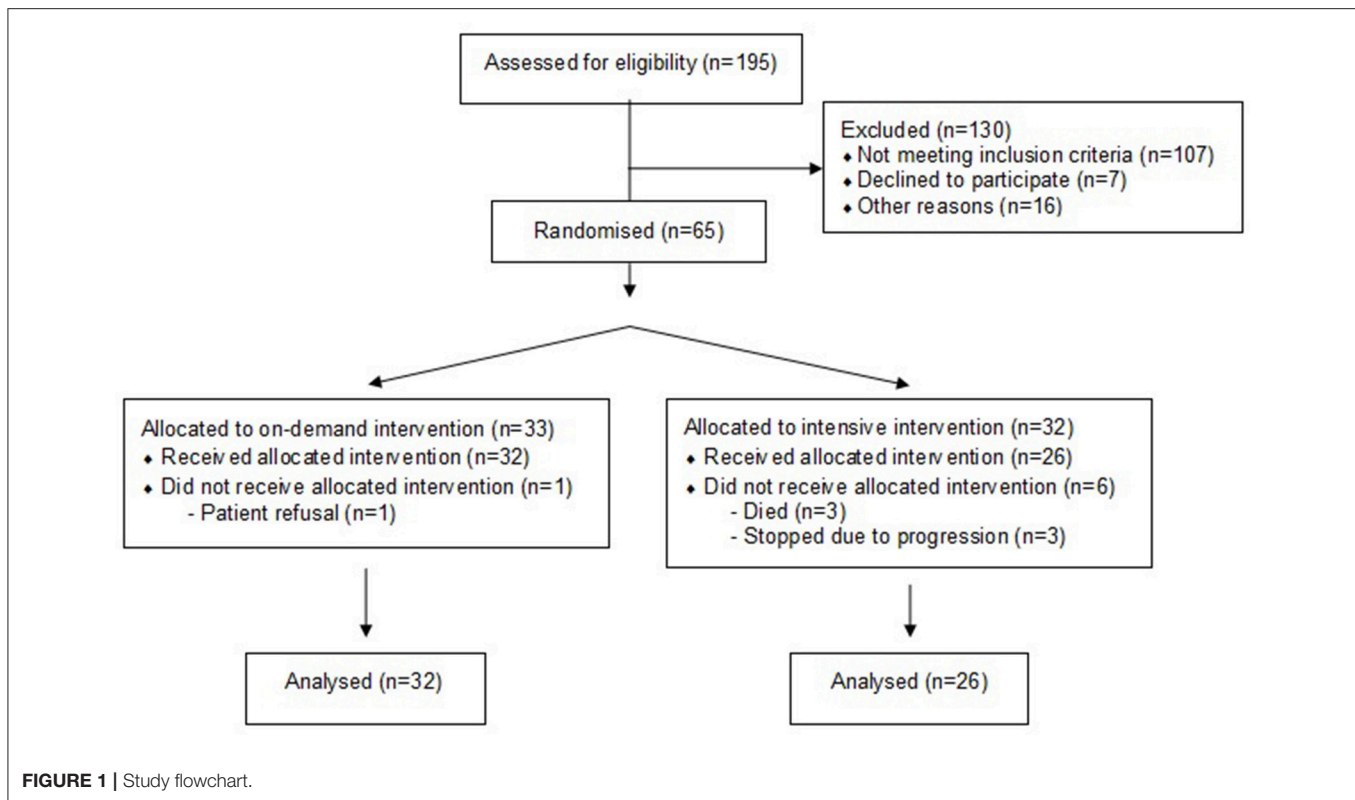 Assessed for eligibility (n=195)
Excluded (n=130)
⬥ Not meeting inclusion criteria (n=107)
⬥ Declined to participate (n=7)
⬥ Other reasons (n=16)
Randomised (n=65)
Allocated to on-demand intervention (n=33)
⬥ Received allocated intervention (n=32)
⬥ Did not receive allocated intervention (n=1)
- Patient refusal (n=1)
Allocated to intensive intervention (n=32)
⬥ Received allocated intervention (n=26)
⬥ Did not receive allocated intervention (n=6)
- Died (n=3)
- Stopped due to progression (n=3)
Analysed (n=32)
Analysed (n=26)
FIGURE 1 | Study flowchart.